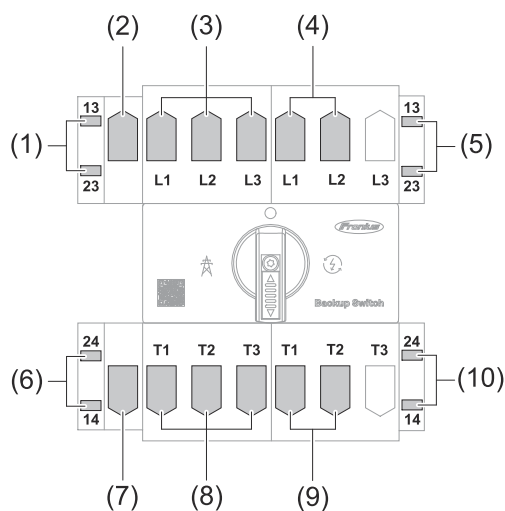 (2) (3) (4)
13 13
(1) (5)
23 L1 L2 L3 L1 L2 L3 23
Fronius
Backup Switch
24 T1 T2 T3 T1 T2 T3 24
(6) (10)
14 14
(7) (8) (9)